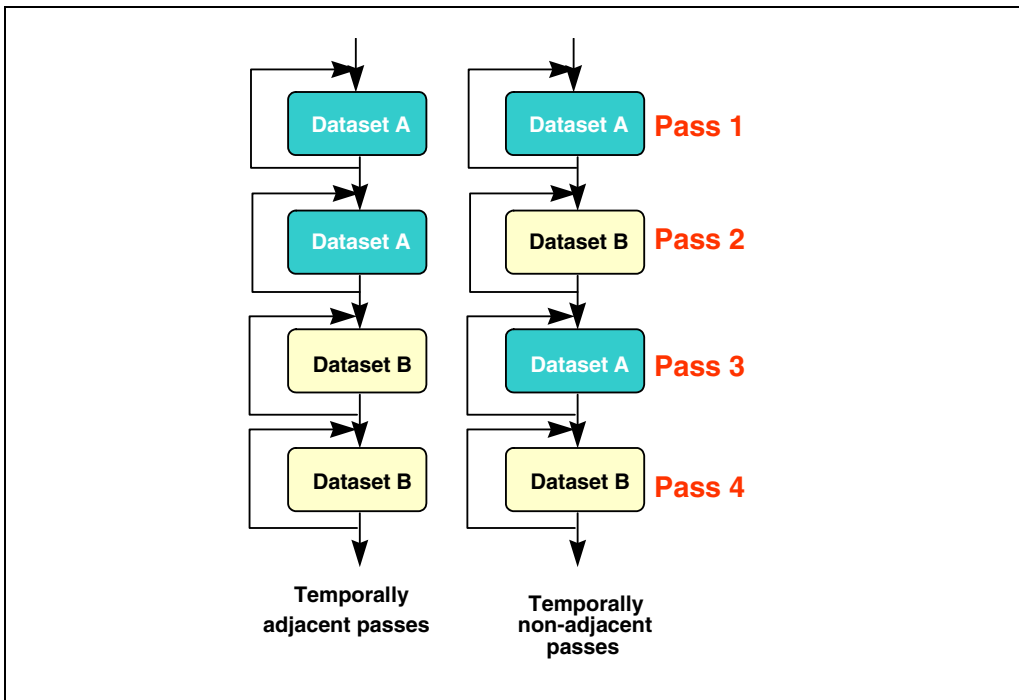 Dataset A
Dataset A
Pass 1
Dataset A
Dataset B
Pass 2
Dataset B
Dataset A
Pass 3
Dataset B
Dataset B
Pass 4
Temporally
adjacent passes
Temporally
non-adjacent
passes